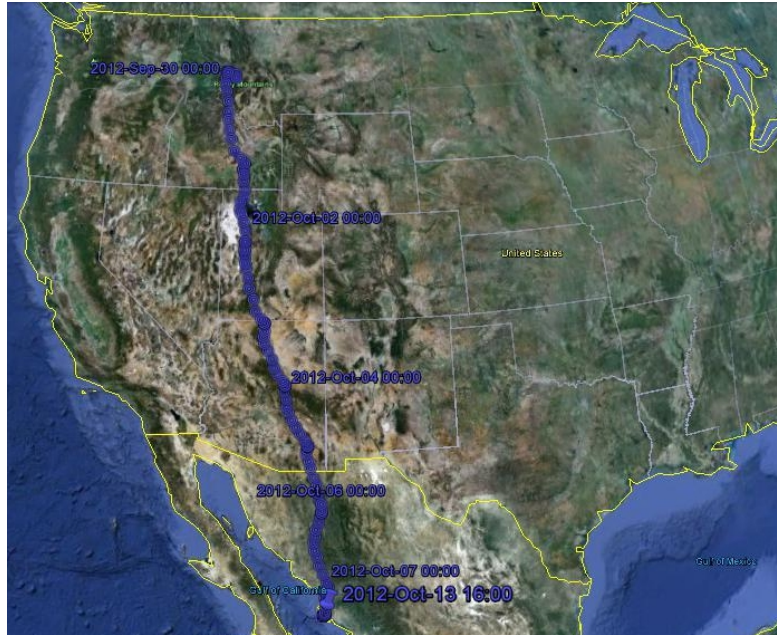 2012-Sep-30 00:00
Rocky Mountains
2012-Oct-02 00:00
United States
2012-Oct-04 00:00
2012-Oct-06 00:00
2012-Oct-07 00:00
Gulf of Mexico
Gulf of California
2012-Oct-13 16:00